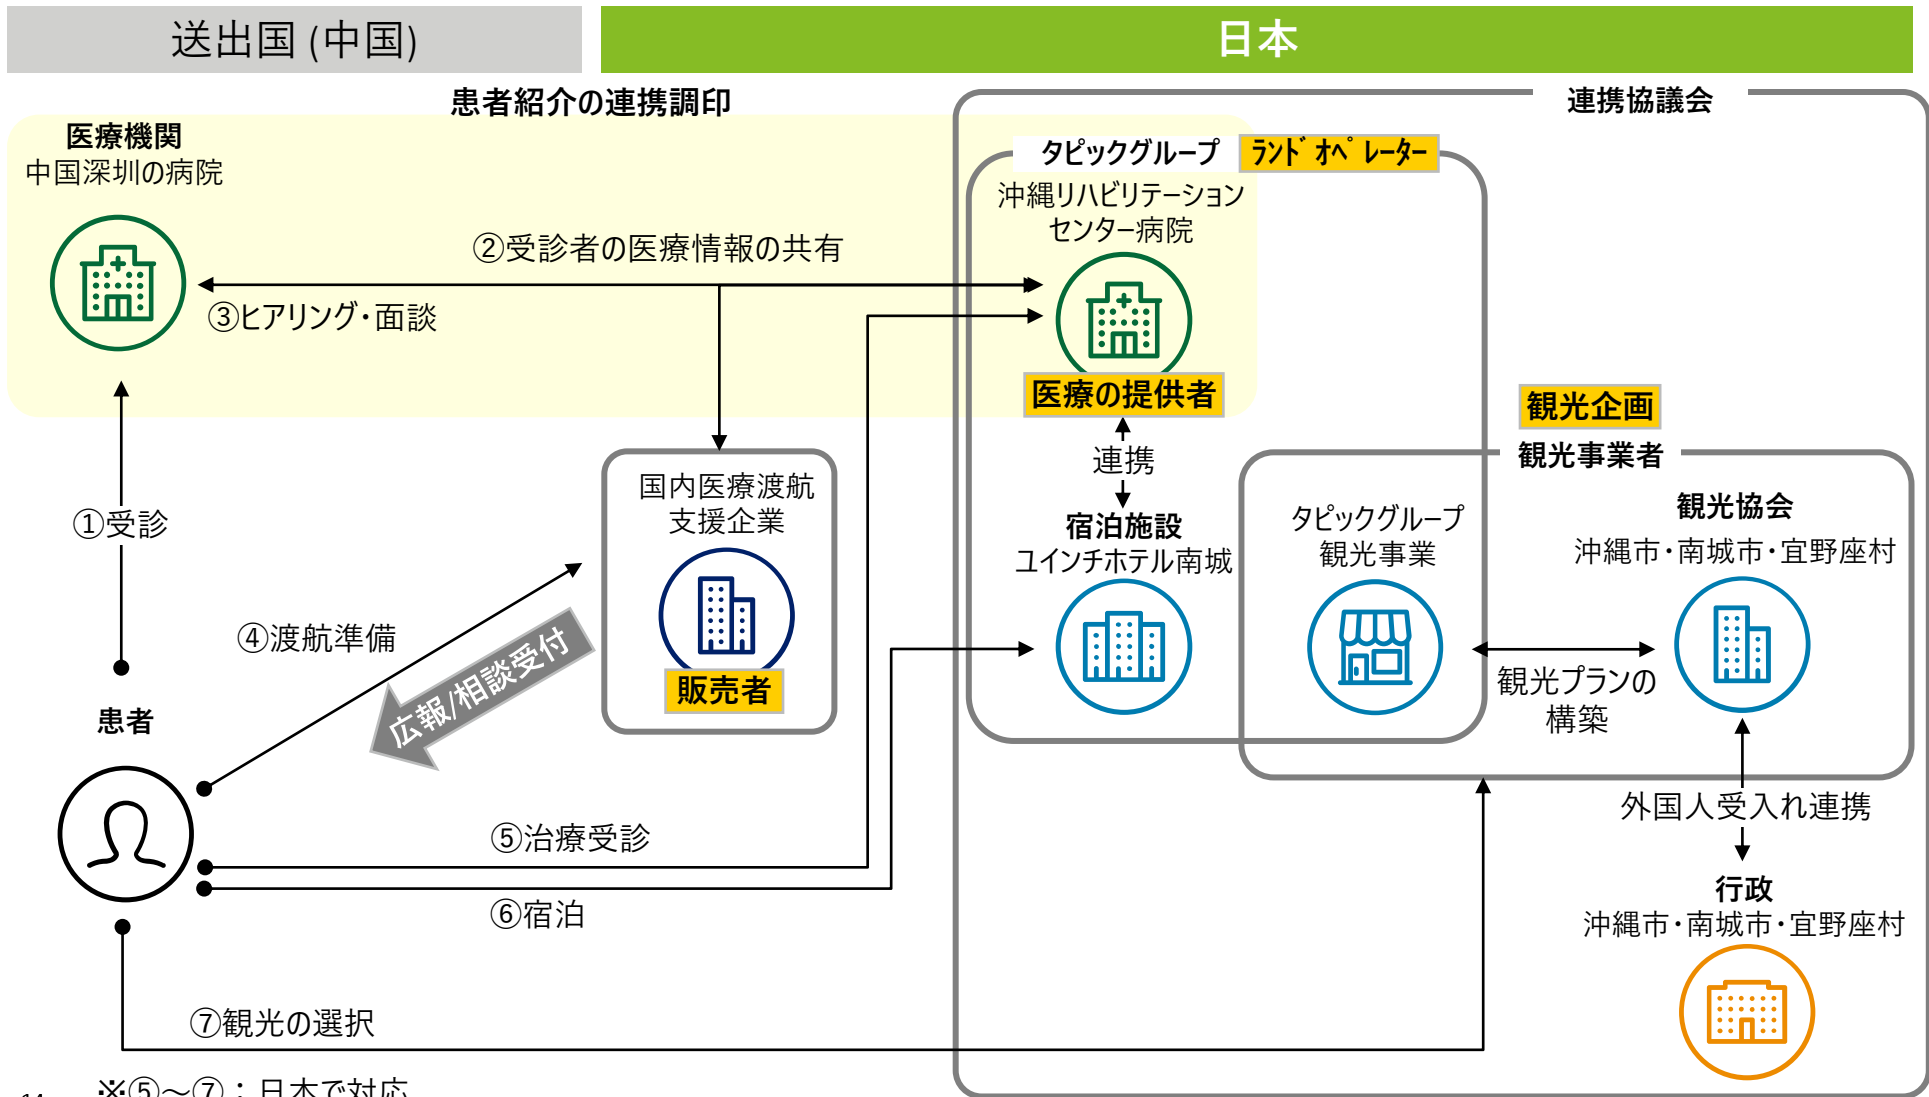 送出国 (中国)
日本
患者紹介の連携調印
連携協議会
医療機関
中国深圳の病院
タピックグループ
ランドオペレーター
沖縄リハビリテーション
センター病院
②受診者の医療情報の共有
③ヒアリング・面談
医療の提供者
観光企画
観光事業者
連携
国内医療渡航
支援企業
①受診
宿泊施設
ユインチホテル南城
タピックグループ
観光事業
観光協会
沖縄市・南城市・宜野座村
④渡航準備
広報/相談受付
販売者
観光プランの
構築
患者
外国人受入れ連携
⑤治療受診
行政
沖縄市・南城市・宜野座村
⑥宿泊
⑦観光の選択
※⑤~⑦:日本で対応
14